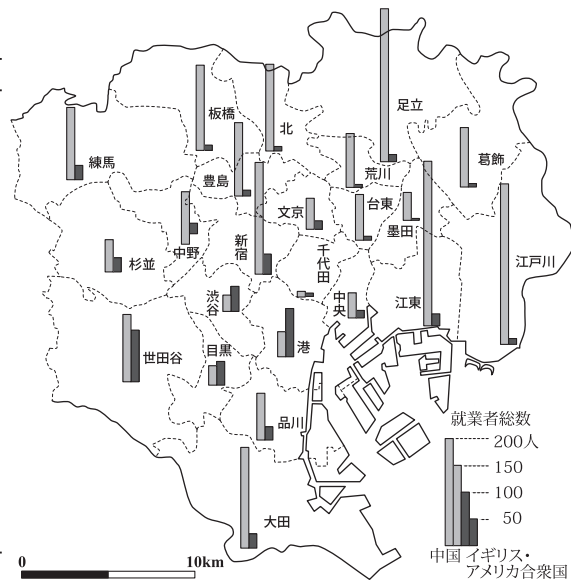 足立
板橋
北
葛飾
練馬
荒川
豊島
文京
台東
墨田
中野
新宿
千代田
杉並
江戸川
渋谷
中央
江東
世田谷
目黒
港
品川
大田
就業者総数
200人
150
100
50
中国 イギリス・
アメリカ合衆国
0 10km